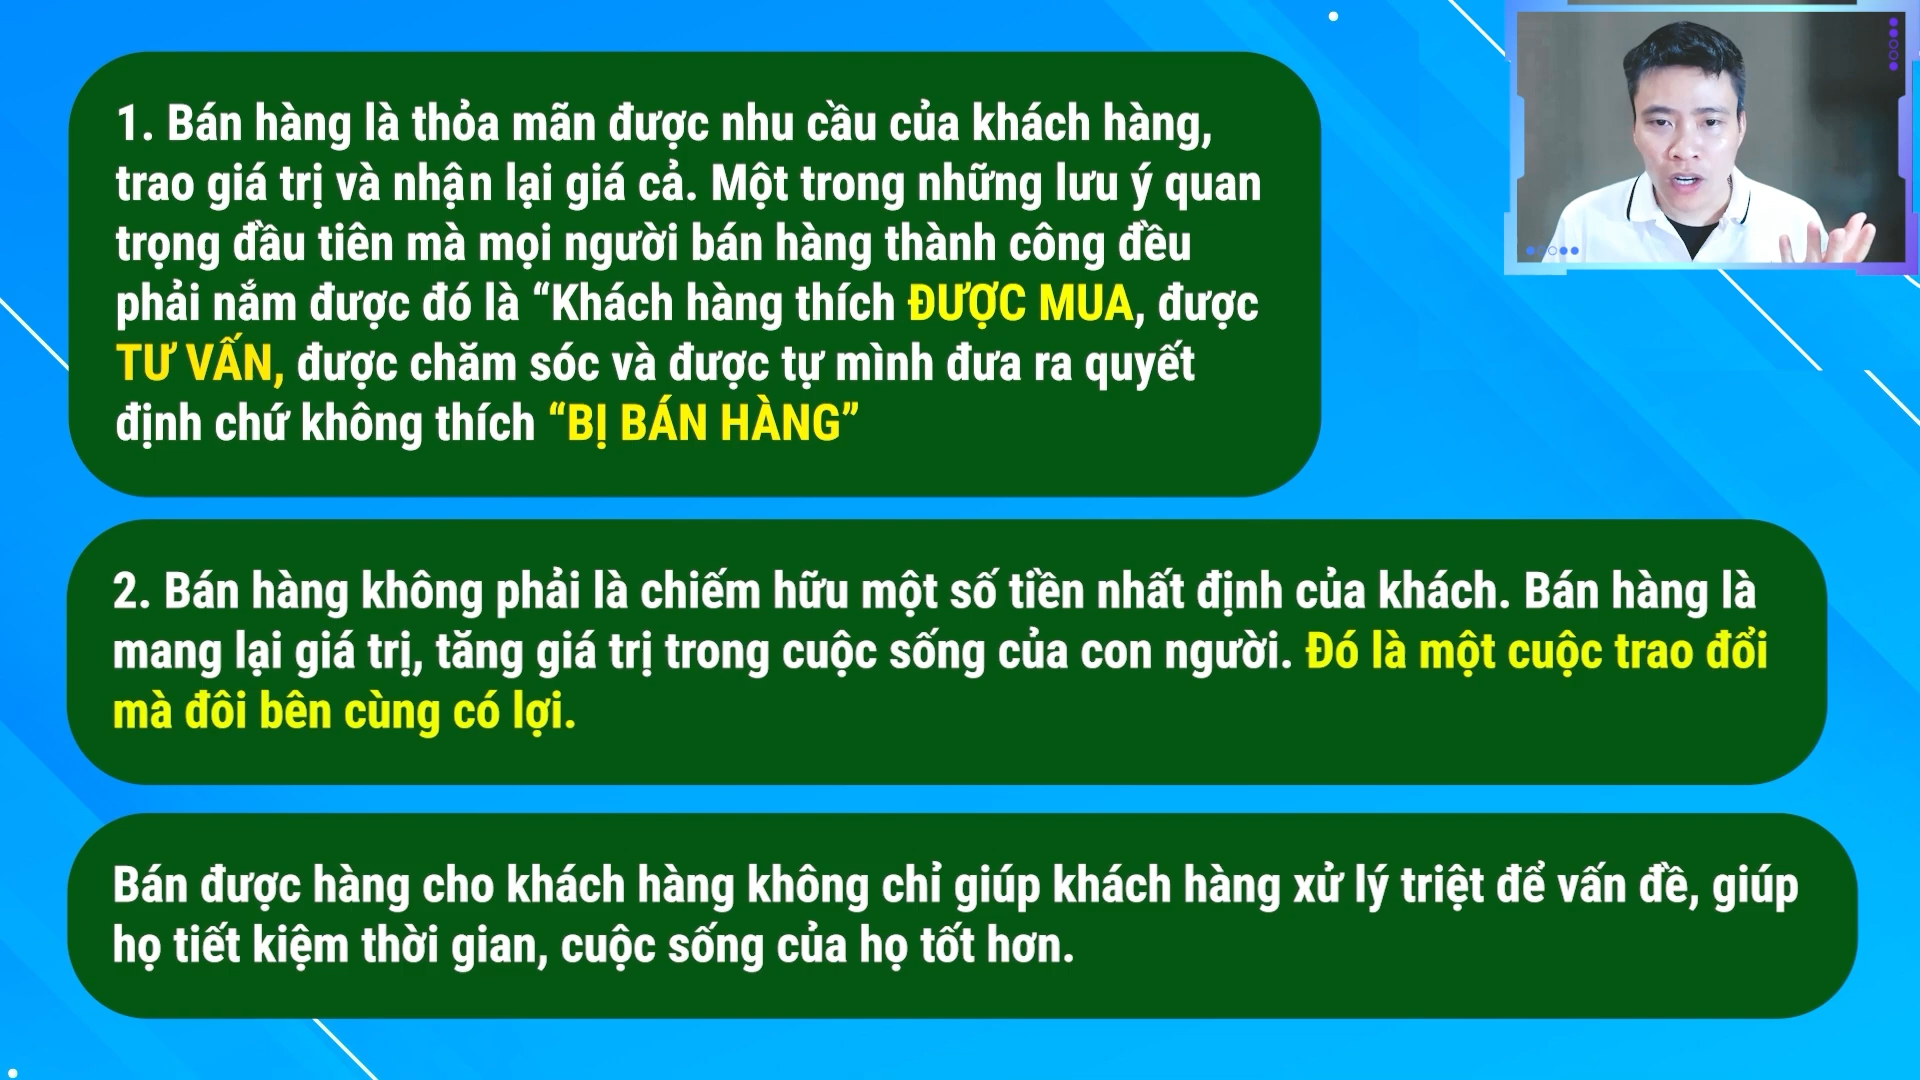 1. Bán hàng là thỏa mãn được nhu cầu của khách hàng,
trao giá trị và nhận lại giá cả. Một trong những lưu ý quan
trọng đầu tiên mà mọi người bán hàng thành công đều
phải nắm được đó là “Khách hàng thích ĐƯỢC MUA, được
TƯ VẤN, được chăm sóc và được tự mình đưa ra quyết
định chứ không thích “BỊ BÁN HÀNG”
2. Bán hàng không phải là chiếm hữu một số tiền nhất định của khách. Bán hàng là
mang lại giá trị, tăng giá trị trong cuộc sống của con người. Đó là một cuộc trao đổi
mà đôi bên cùng có lợi.
Bán được hàng cho khách hàng không chỉ giúp khách hàng xử lý triệt để vấn đề, giúp
họ tiết kiệm thời gian, cuộc sống của họ tốt hơn.